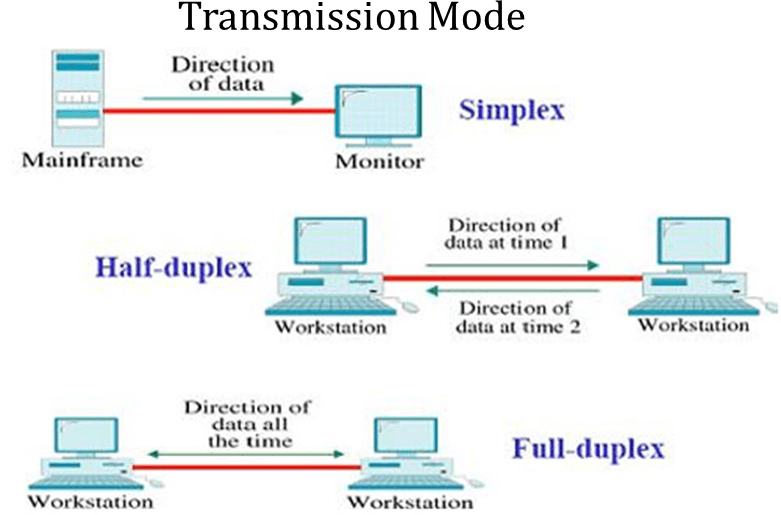 Transmission Mode
Direction
of data
Simplex
Mainframe
Monitor
Direction of
data at time 1
Half-duplex
Direction of
data at time 2
Workstation
Workstation
Direction of
data all
the time
Full-duplex
Workstation
Workstation